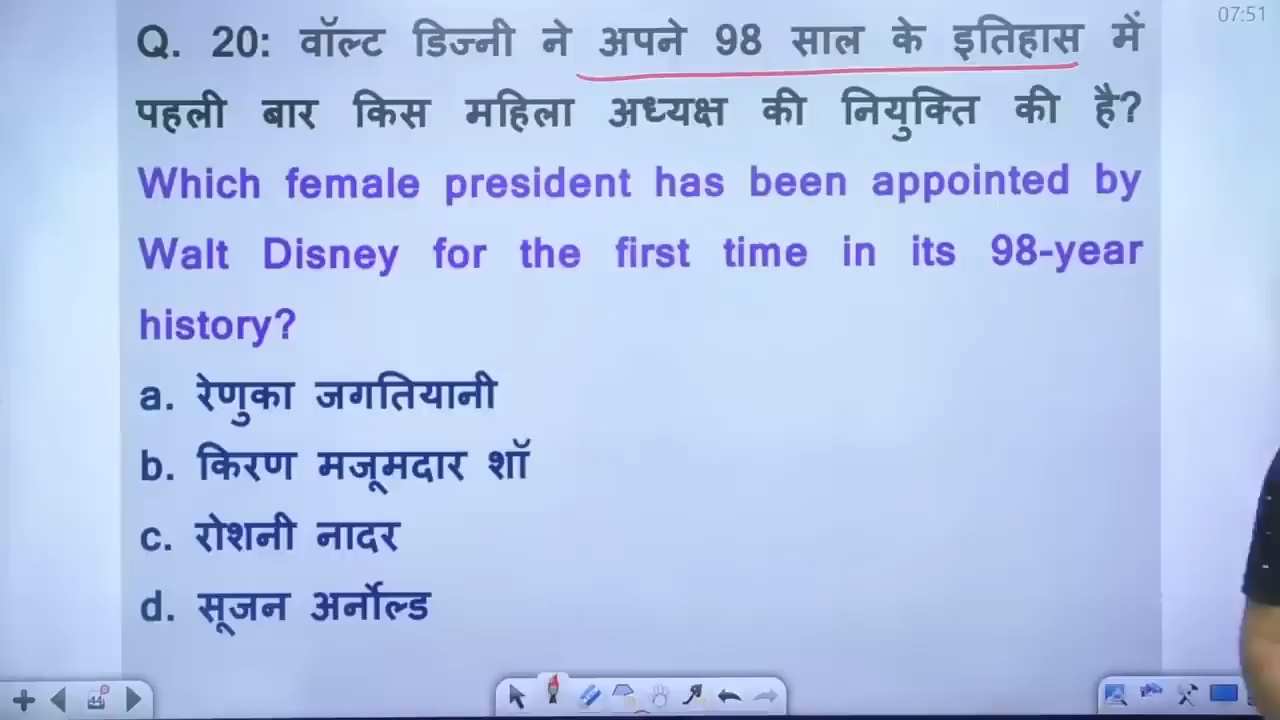 07:51
Q. 20: वॉल्ट डिज्नी ने अपने 98 साल के इतिहास में
पहली बार किस महिला अध्यक्ष की नियुक्ति की है?
Which female president has been appointed by
Walt Disney for the first time in its 98-year
history?
a. रेणुका जगतियानी
b. किरण मजूमदार शॉ
c. रोशनी नादर
d. सूजन अर्नोल्ड
44